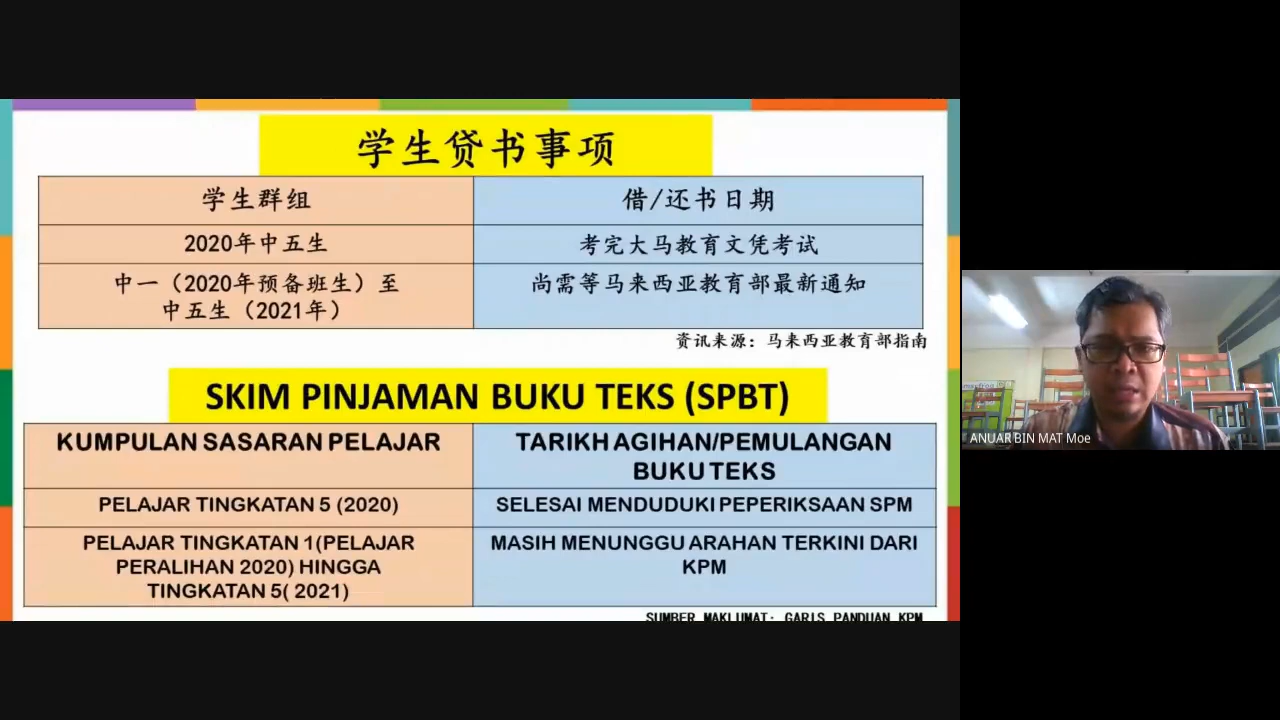 学生贷书事项
学生群组
借/还书日期
2020年中五生
考完大马教育文凭考试
中一（2020年预备班生）至
中五生（2021年）
尚需等马来西亚教育部最新通知
资讯来源：马来西亚教育部指南
SKIM PINJAMAN BUKU TEKS (SPBT)
KUMPULAN SASARAN PELAJAR
TARIKH AGIHAN/PEMULANGAN
BUKU TEKS
PELAJAR TINGKATAN 5 (2020)
SELESAI MENDUDUKI PEPERIKSAAN SPM
PELAJAR TINGKATAN 1(PELAJAR
PERALIHAN 2020) HINGGA
TINGKATAN 5( 2021)
MASIH MENUNGGU ARAHAN TERKINI DARI
KPM
SUMBER MAKLUMAT: GARIS PANDUAN KPM
ANUAR BIN MAT Moe